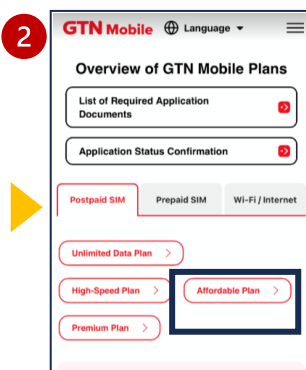 2
GTN Mobile Language
Overview of GTN Mobile Plans
List of Required Application
Documents
Application Status Confirmation
Postpaid SIM Prepaid SIM Wi-Fi / Internet
Unlimited Data Plan
High-Speed Plan Affordable Plan
Premium Plan